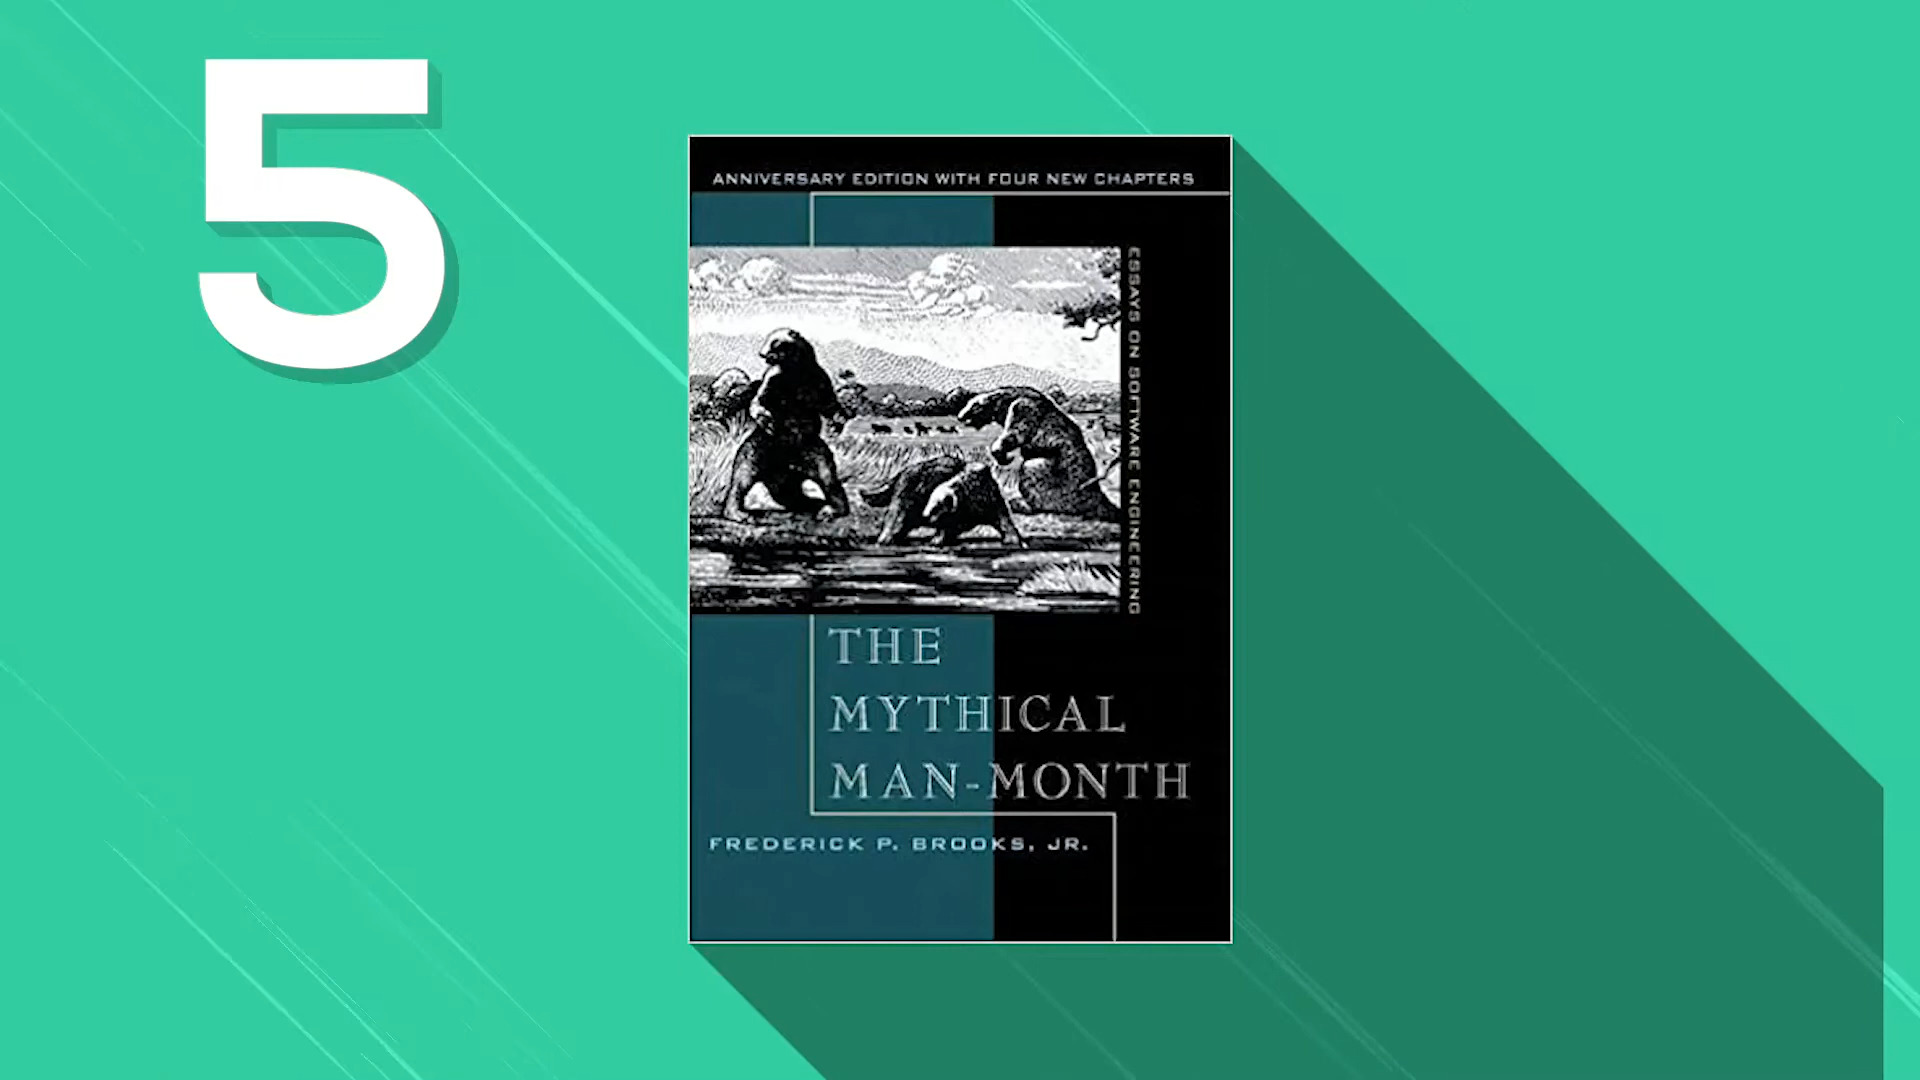 5
ANNIVERSARY EDITION WITH FOUR NEW CHAPTERS
ESSAYS ON SOFTWARE ENGINEERING
THE
MYTHICAL
MAN-MONTH
FREDERICK P. BROOKS, JR.